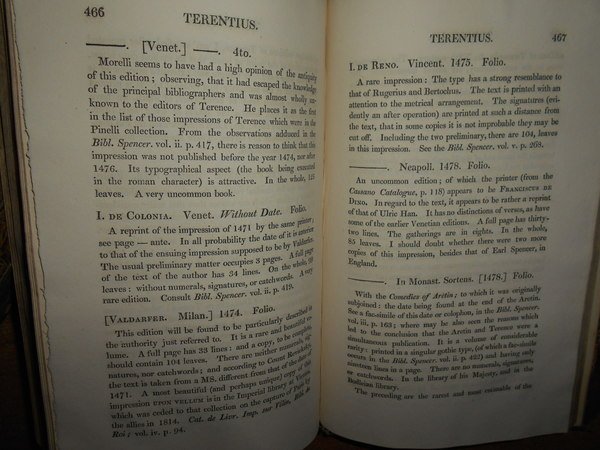 466
TERENTIUS.
———. [Venet.] ——. 4to.
Morelli seems to have had a high opinion of the antiquity
of this edition; observing, that it had escaped the knowledge
of the principal bibliographers and was almost wholly un-
known to the editors of Terence. He places it as the first
in the list of those impressions of Terence which were in the
Pinelli collection. From the observations adduced in the
Bibl. Spencer. vol. ii. p. 417, there is reason to think that this
impression was not published before the year 1474, nor after
1476. Its typographical aspect (the book being executed
in the roman character) is attractive. In the whole, 125
leaves. A very uncommon book.
I. DE COLONIA. Venet. Without Date. Folio.
A reprint of the impression of 1471 by the same printer;
see page — ante. In all probability the date of it is anterior
to that of the ensuing impression supposed to be by Valdarfer.
The usual preliminary matter occupies 3 pages. A full page
of the text of the author has 34 lines. On the whole, 
leaves: without numerals, signatures, or catchwords. A very
rare edition. Consult Bibl. Spencer. vol. ii. p. 419.
[VALDARFER. Milan.] 1474. Folio.
This edition will be found to be particularly described in
the authority just referred to. It is a rare and beautiful vo-
lume. A full page has 33 lines: and a copy, to be complete,
should contain 104 leaves. There are neither numerals, sig-
natures, nor catchwords; and according to Count Rewiczky,
the text is taken from a MS. different from that of the date of
1471. A most beautiful (and perhaps unique) copy of this
impression UPON VELLUM is in the Imperial library at Vienna,
which was ceded to that collection on the capture of Paris by
the allies in 1814. Cat. de Livr. Imp. sur Vélin, Bibl. du
Roi; vol. iv. p. 94.
TERENTIUS.
467
I. DE RENO. Vincent. 1475. Folio.
A rare impression: The type has a strong resemblance to
that of Rugerius and Bertochus. The text is printed with an
attention to the metrical arrangement. The signatures (evi-
dently an after operation) are printed at such a distance from
the text, that in some copies it is not improbable they may be
cut off. Including the two preliminary, there are 104, leaves
in this impression. See the Bibl. Spencer. vol. v. p. 268.
———. Neapoli. 1478. Folio.
An uncommon edition; of which the printer (from the
Cassano Catalogue, p. 118) appears to be FRANCISCUS DE
DINO. In regard to the text, it appears to be rather a reprint
of that of Ulric Han. It has no distinctions of verses, as have
some of the earlier Venetian editions. A full page has thirty-
two lines. The gatherings are in eights. In the whole,
85 leaves. I should doubt whether there were two more
copies of this impression, besides that of Earl Spencer, in
England.
———. In Monast. Sortens. [1478.] Folio.
With the Comedies of Aretin; to which it was originally
subjoined: the date being found at the end of the Aretin.
See a fac-simile of this date or colophon, in the Bibl. Spencer.
vol. iii, p. 163; where may be also seen the reasons which
led to the conclusion that the Aretin and Terence were a
simultaneous publication. It is a volume of considerable
rarity: printed in a singular gothic type, (of which a fac-simile
occurs in the Bibl. Spencer. vol. ii p. 422) and having only
nineteen lines in a page. There are no numerals, signatures,
or catchwords. In the library of his Majesty, and in the
Bodleian library.
The preceding are the rarest and most estimable of the